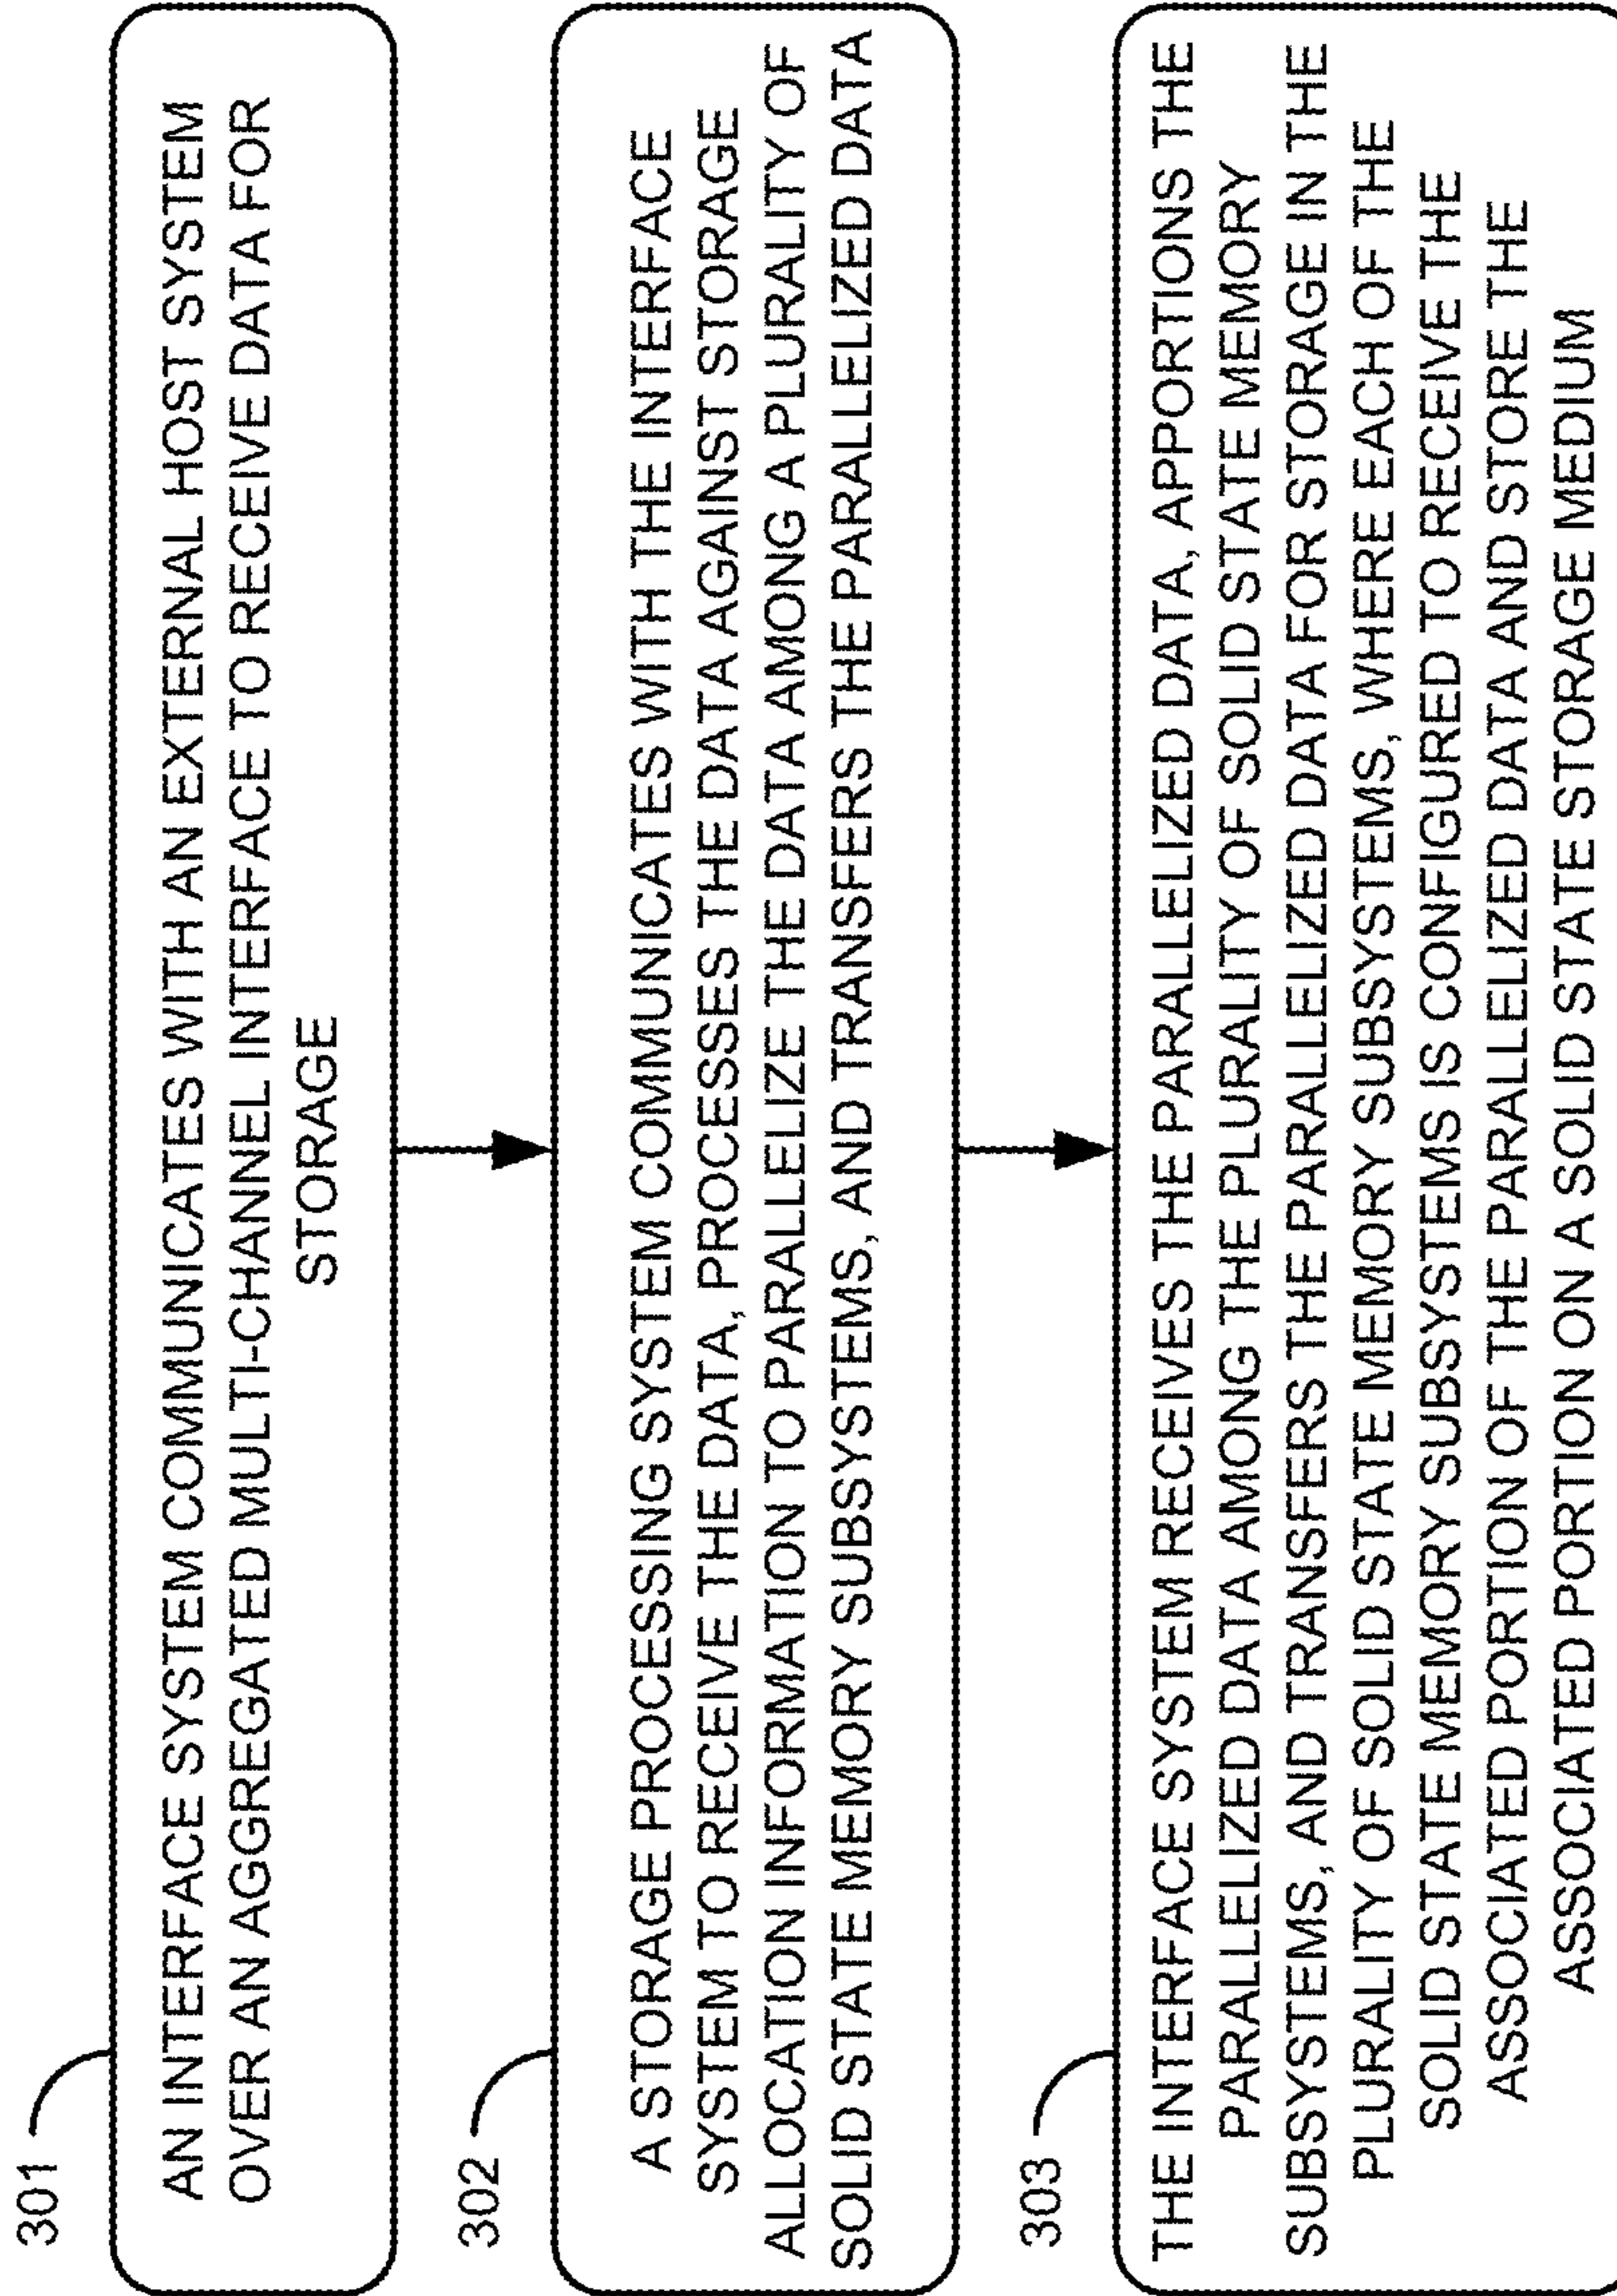 301
AN INTERFACE SYSTEM COMMUNICATES WITH AN EXTERNAL HOST SYSTEM
OVER AN AGGREGATED MULTI-CHANNEL INTERFACE TO RECEIVE DATA FOR
STORAGE
302
A STORAGE PROCESSING SYSTEM COMMUNICATES WITH THE INTERFACE
SYSTEM TO RECEIVE THE DATA, PROCESSES THE DATA AGAINST STORAGE
ALLOCATION INFORMATION TO PARALLELIZE THE DATA AMONG A PLURALITY OF
SOLID STATE MEMORY SUBSYSTEMS, AND TRANSFERS THE PARALLELIZED DATA
303
THE INTERFACE SYSTEM RECEIVES THE PARALLELIZED DATA, APPORTIONS THE
PARALLELIZED DATA AMONG THE PLURALITY OF SOLID STATE MEMORY
SUBSYSTEMS, AND TRANSFERS THE PARALLELIZED DATA FOR STORAGE IN THE
PLURALITY OF SOLID STATE MEMORY SUBSYSTEMS, WHERE EACH OF THE
SOLID STATE MEMORY SUBSYSTEMS IS CONFIGURED TO RECEIVE THE
ASSOCIATED PORTION OF THE PARALLELIZED DATA AND STORE THE
ASSOCIATED PORTION ON A SOLID STATE STORAGE MEDIUM